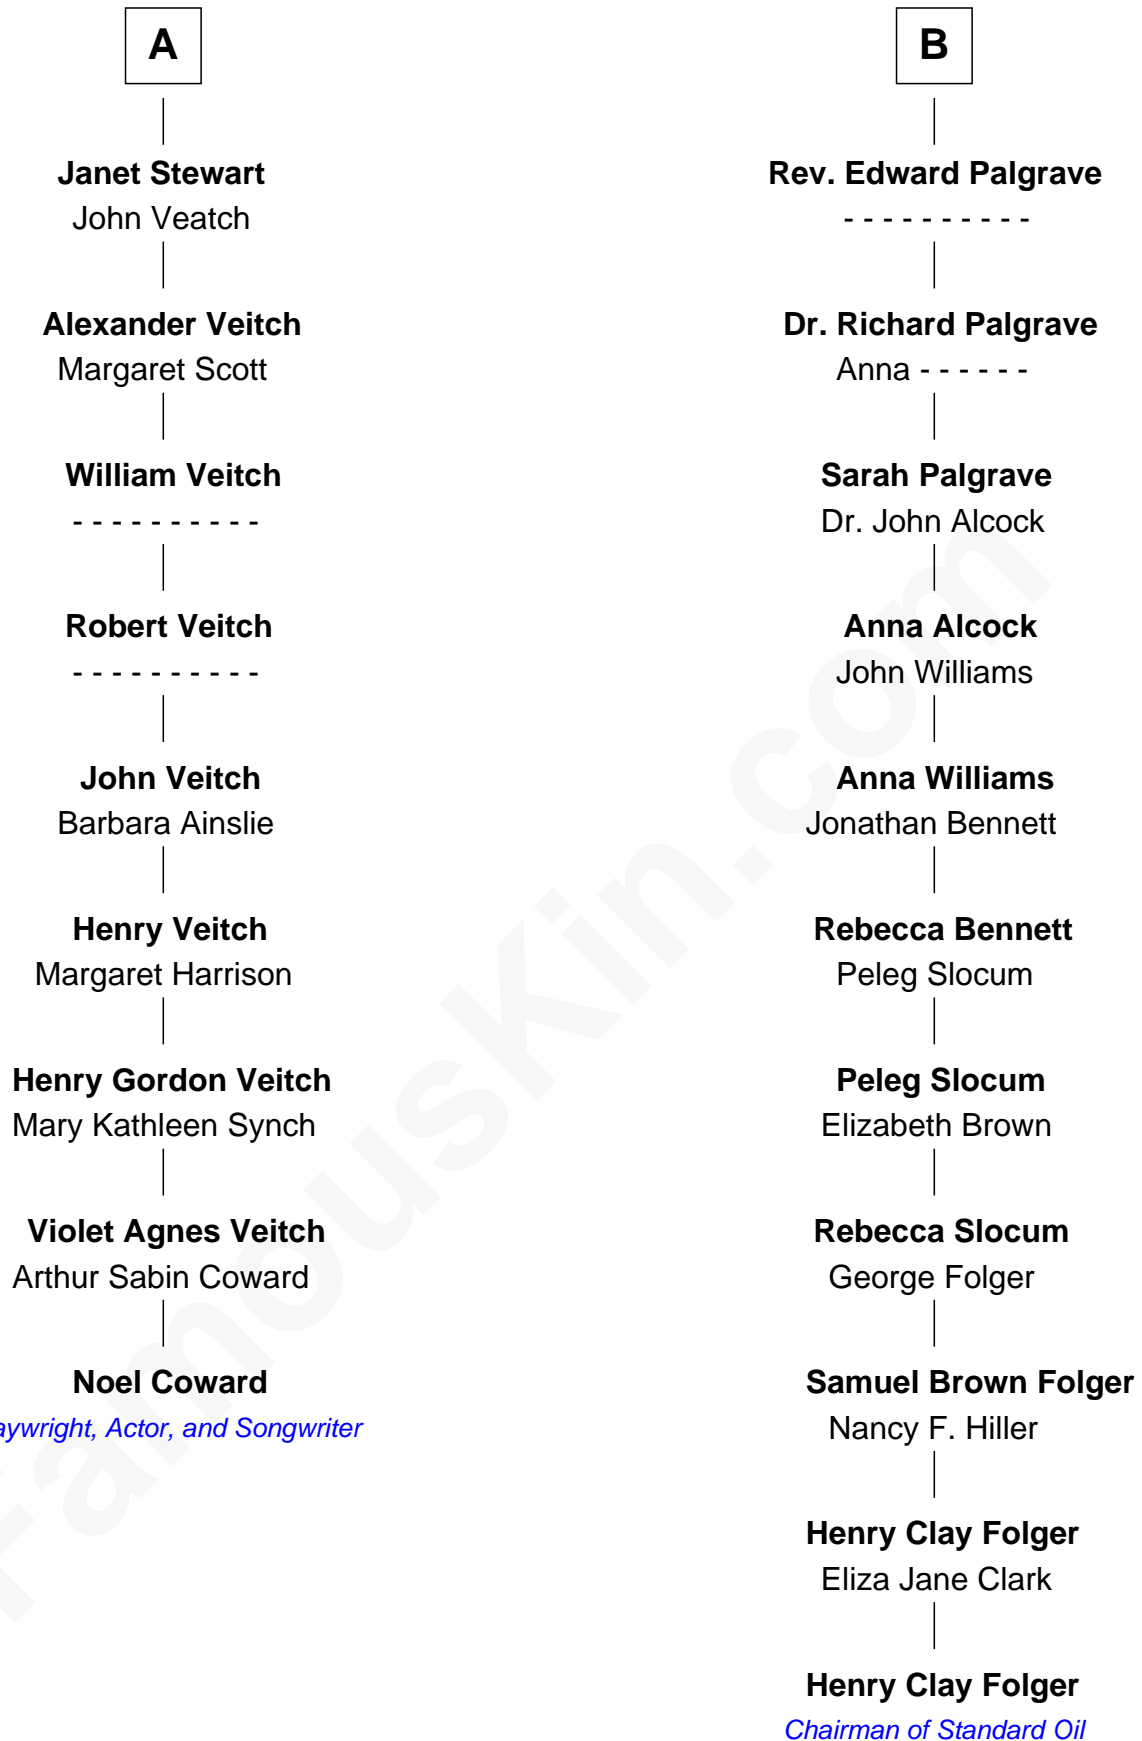 A
Janet Stewart
John Veatch
Alexander Veitch
Margaret Scott
William Veitch
- - - - - - - - - -
Robert Veitch
- - - - - - - - - -
John Veitch
Barbara Ainslie
Henry Veitch
Margaret Harrison
Henry Gordon Veitch
Mary Kathleen Synch
Violet Agnes Veitch
Arthur Sabin Coward
Noel Coward
aywright, Actor, and Songwriter
B
Rev. Edward Palgrave
- - - - - - - - - -
Dr. Richard Palgrave
Anna - - - - - -
Sarah Palgrave
Dr. John Alcock
Anna Alcock
John Williams
Anna Williams
Jonathan Bennett
Rebecca Bennett
Peleg Slocum
Peleg Slocum
Elizabeth Brown
Rebecca Slocum
George Folger
Samuel Brown Folger
Nancy F. Hiller
Henry Clay Folger
Eliza Jane Clark
Henry Clay Folger
Chairman of Standard Oil
FamousKin.com